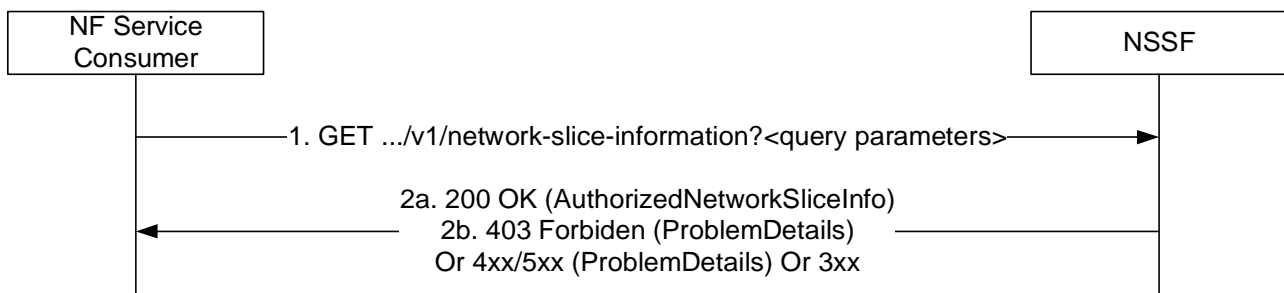 NF Service
Consumer
NSSF
1. GET .../v1/network-slice-information?<query parameters>
2a. 200 OK (AuthorizedNetworkSliceInfo)
2b. 403 Forbiden (ProblemDetails)
Or 4xx/5xx (ProblemDetails) Or 3xx